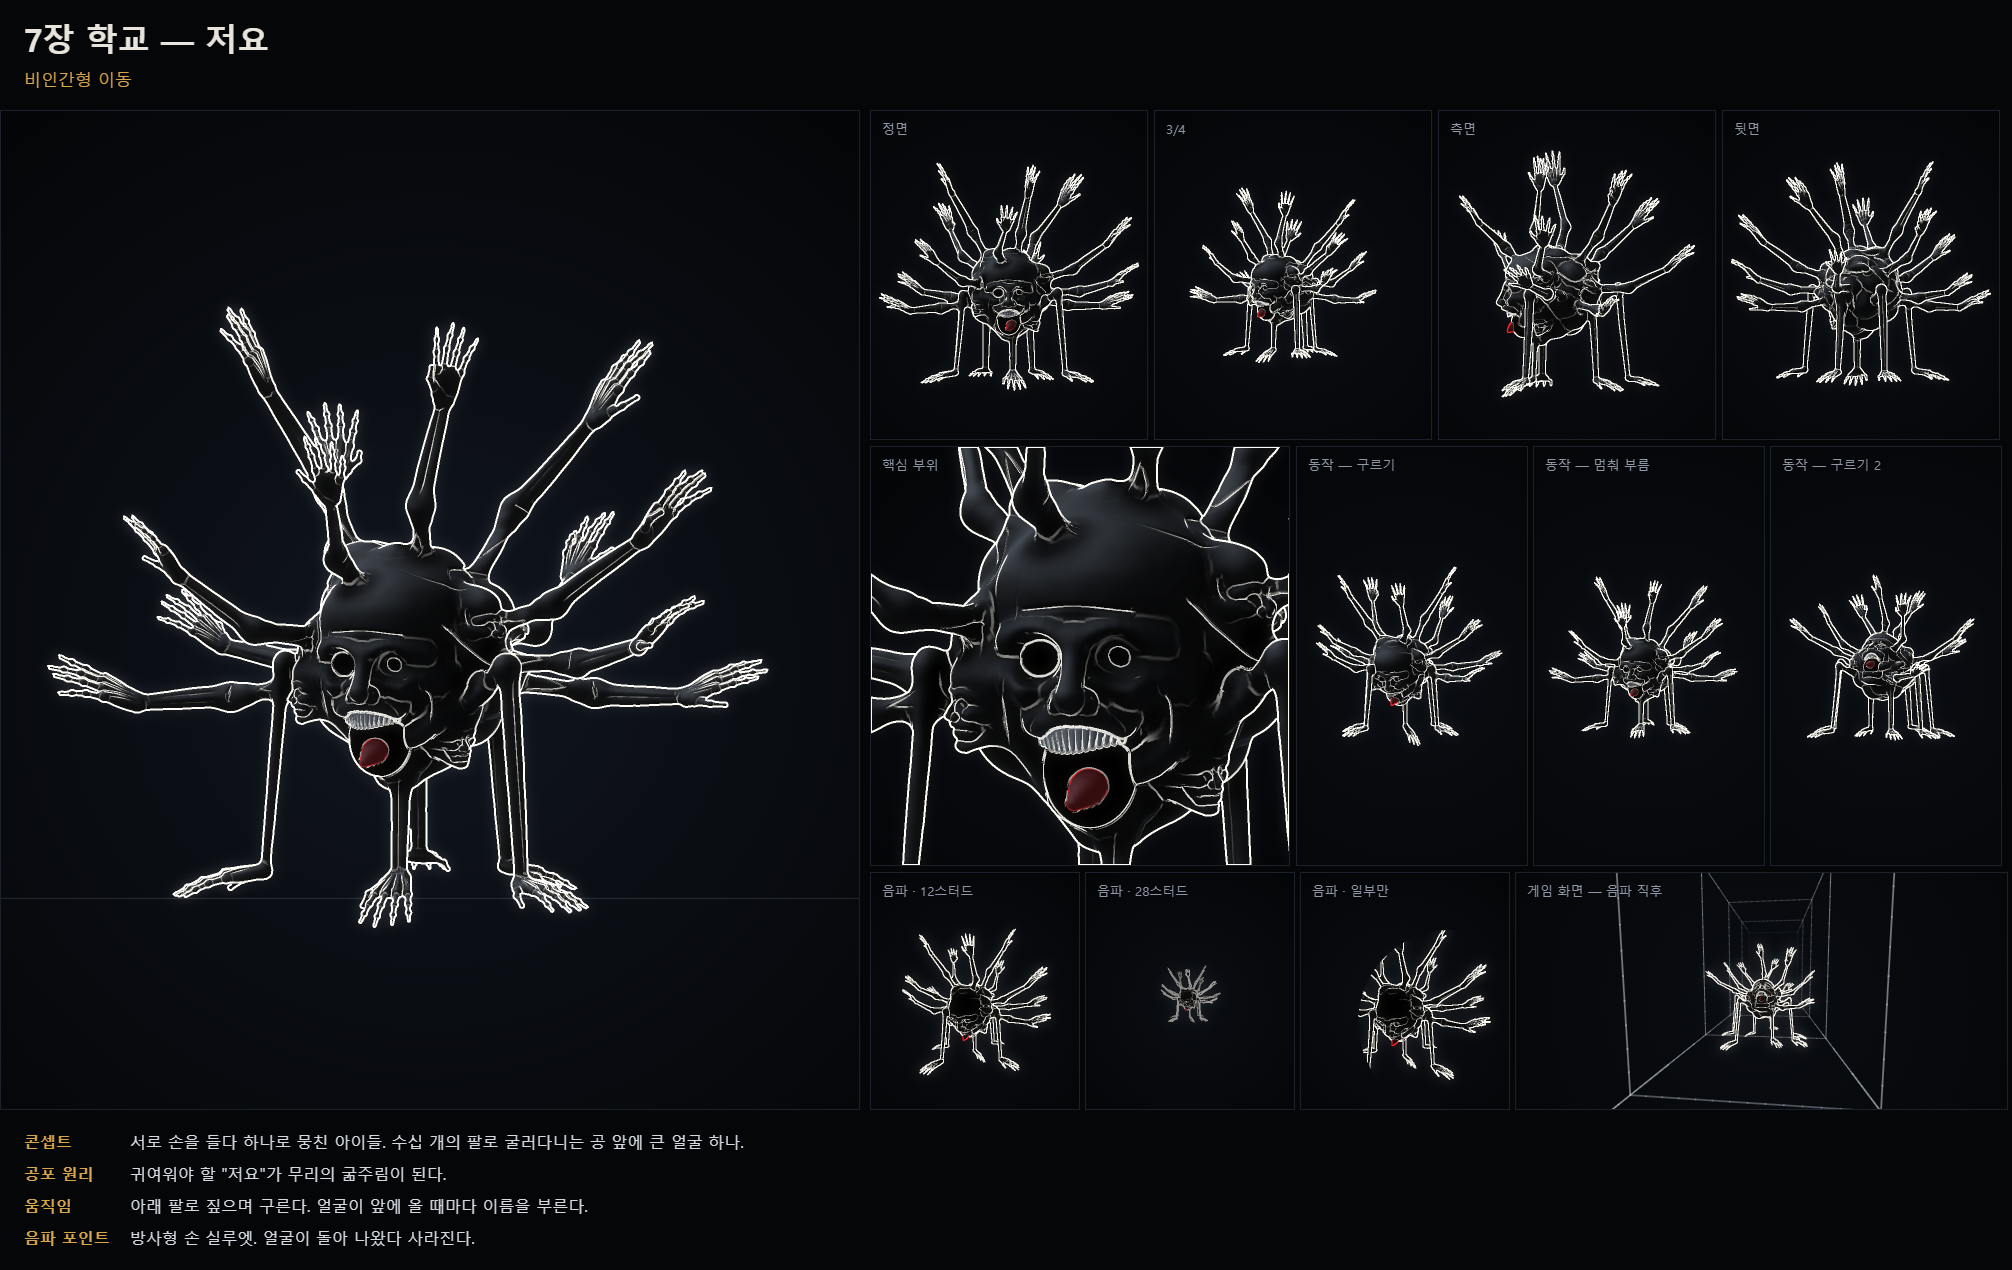 7장 학교 — 저요
비인간형 이동
정면
3/4
측면
뒷면
핵심 부위
동작 — 구르기
동작 — 멈춰 부름
동작 — 구르기 2
음파 · 12스터드
음파 · 28스터드
음파 · 일부만
게임 화면 — 음파 직후
콘셉트 서로 손을 들다 하나로 뭉친 아이들. 수십 개의 팔로 굴러다니는 공 앞에 큰 얼굴 하나.
공포 원리 귀여워야 할 "저요"가 무리의 굶주림이 된다.
움직임 아래 팔로 짚으며 구른다. 얼굴이 앞에 올 때마다 이름을 부른다.
음파 포인트 방사형 손 실루엣. 얼굴이 돌아 나왔다 사라진다.